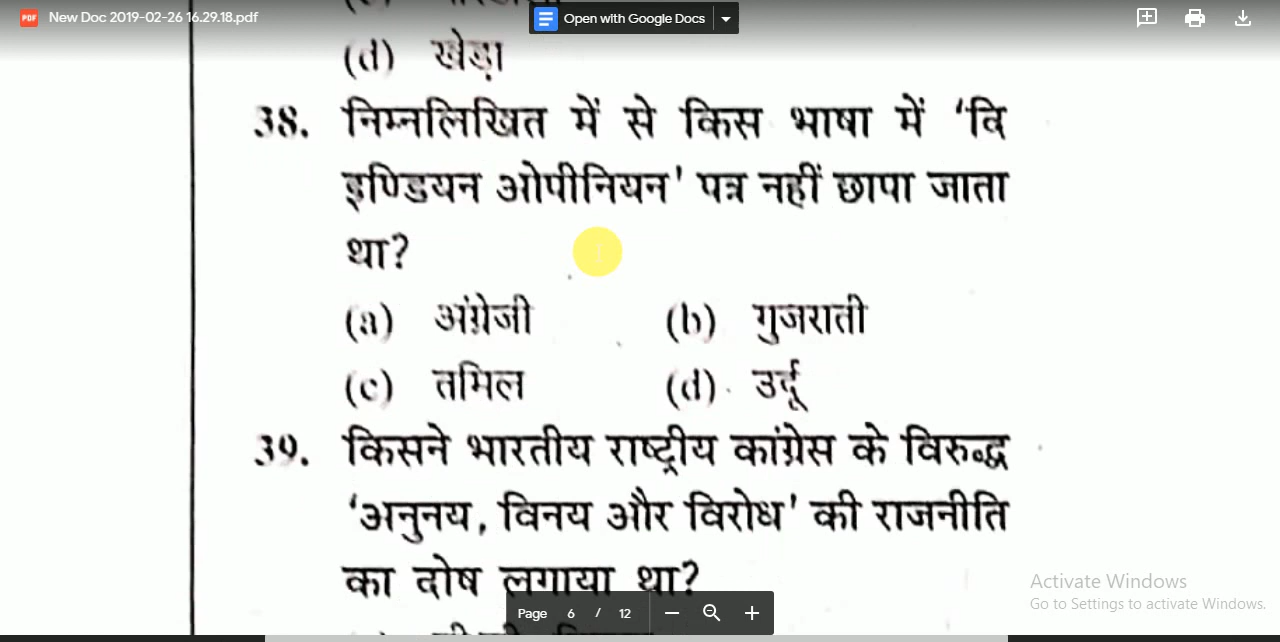 New Doc 2019-02-26 16.29.18.pdf
Open with Google Docs
(d) खेड़ा
38. निम्नलिखित में से किस भाषा में ‘दि
इण्डियन ओपीनियन’ पत्र नहीं छापा जाता
था?
(a) अंग्रेजी (b) गुजराती
(c) तमिल (d) उर्दू
39. किसने भारतीय राष्ट्रीय कांग्रेस के विरुद्ध
‘अनुनय, विनय और विरोध’ की राजनीति
का दोष लगाया था?
Activate Windows
Go to Settings to activate Windows.
Page 6 / 12